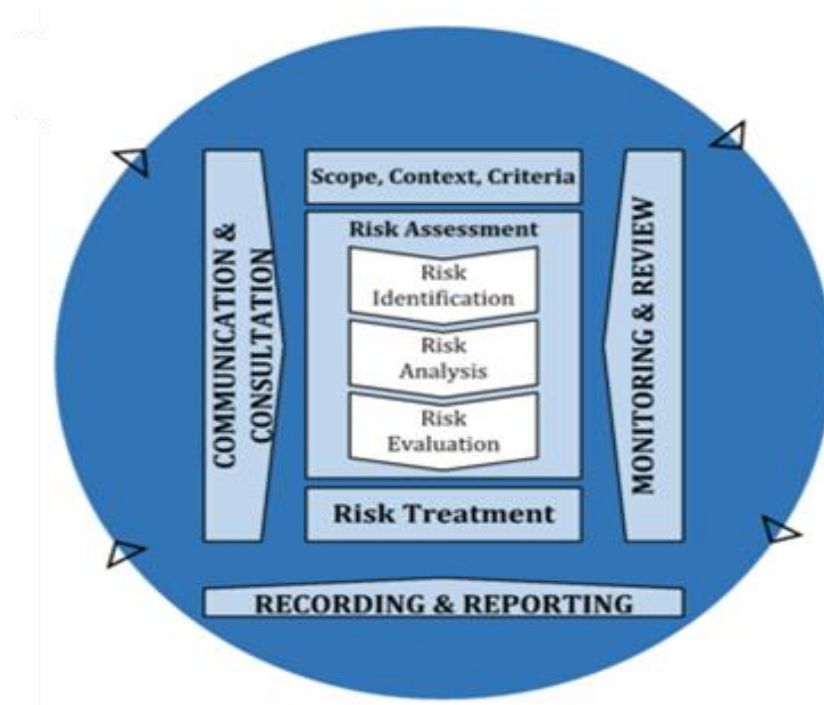 Scope, Context, Criteria
Risk Assessment
Risk
Identification
Risk
Analysis
Risk
Evaluation
Risk Treatment
COMMUNICATION &
CONSULTATION
MONITORING & REVIEW
RECORDING & REPORTING